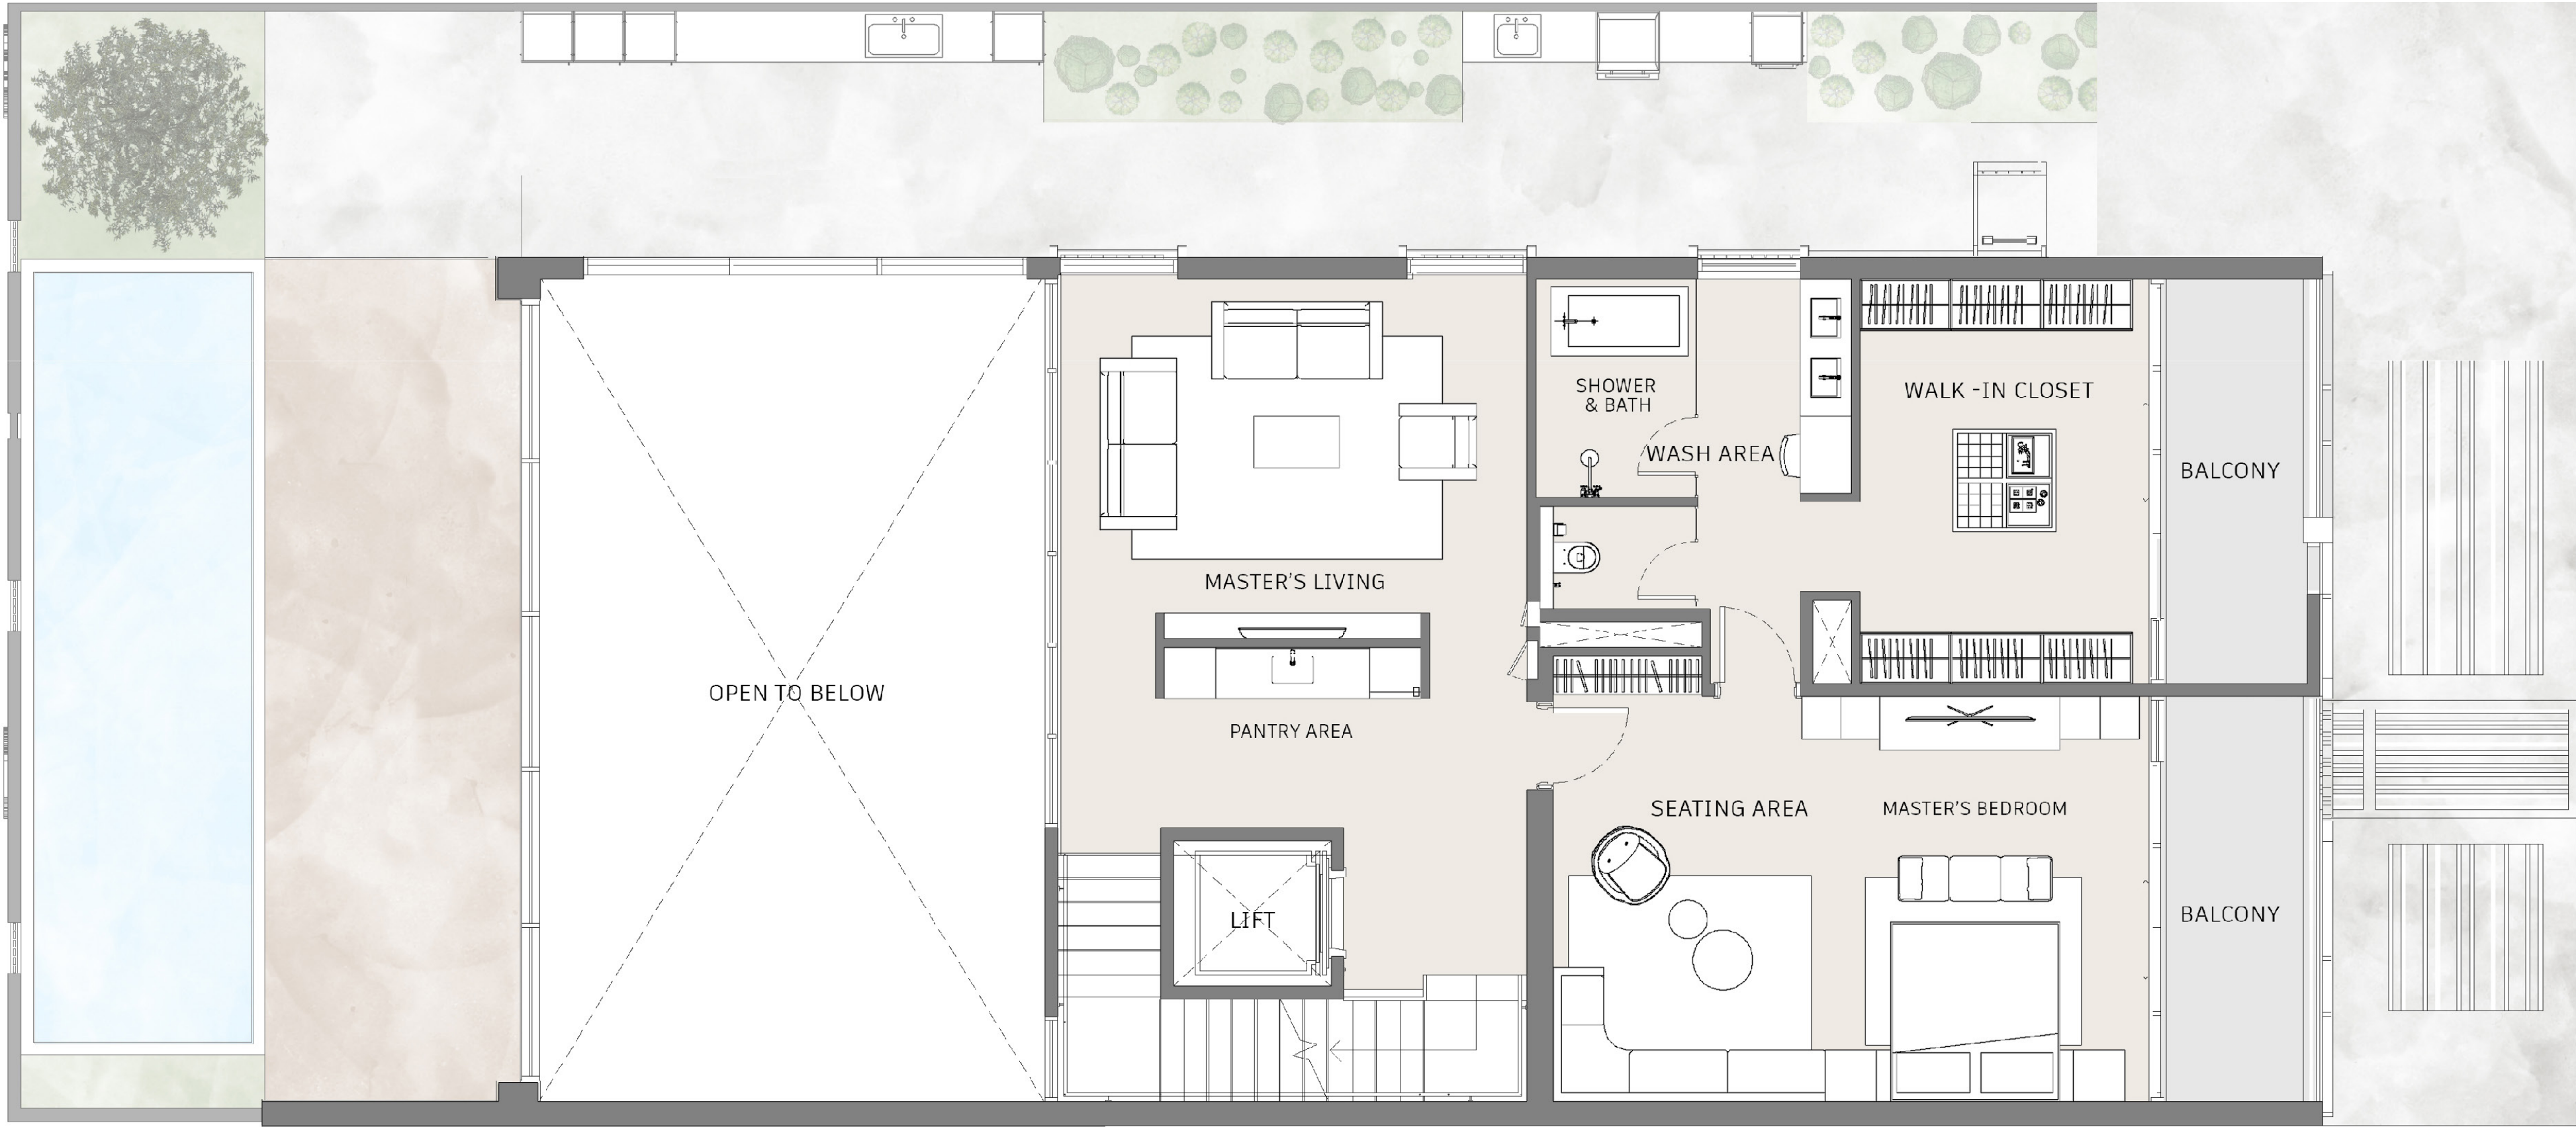 SHOWER
& BATH
WALK -IN CLOSET
WASH AREA
BALCONY
MASTER'S LIVING
OPEN TO BELOW
PANTRY AREA
SEATING AREA
MASTER'S BEDROOM
LIFT
BALCONY